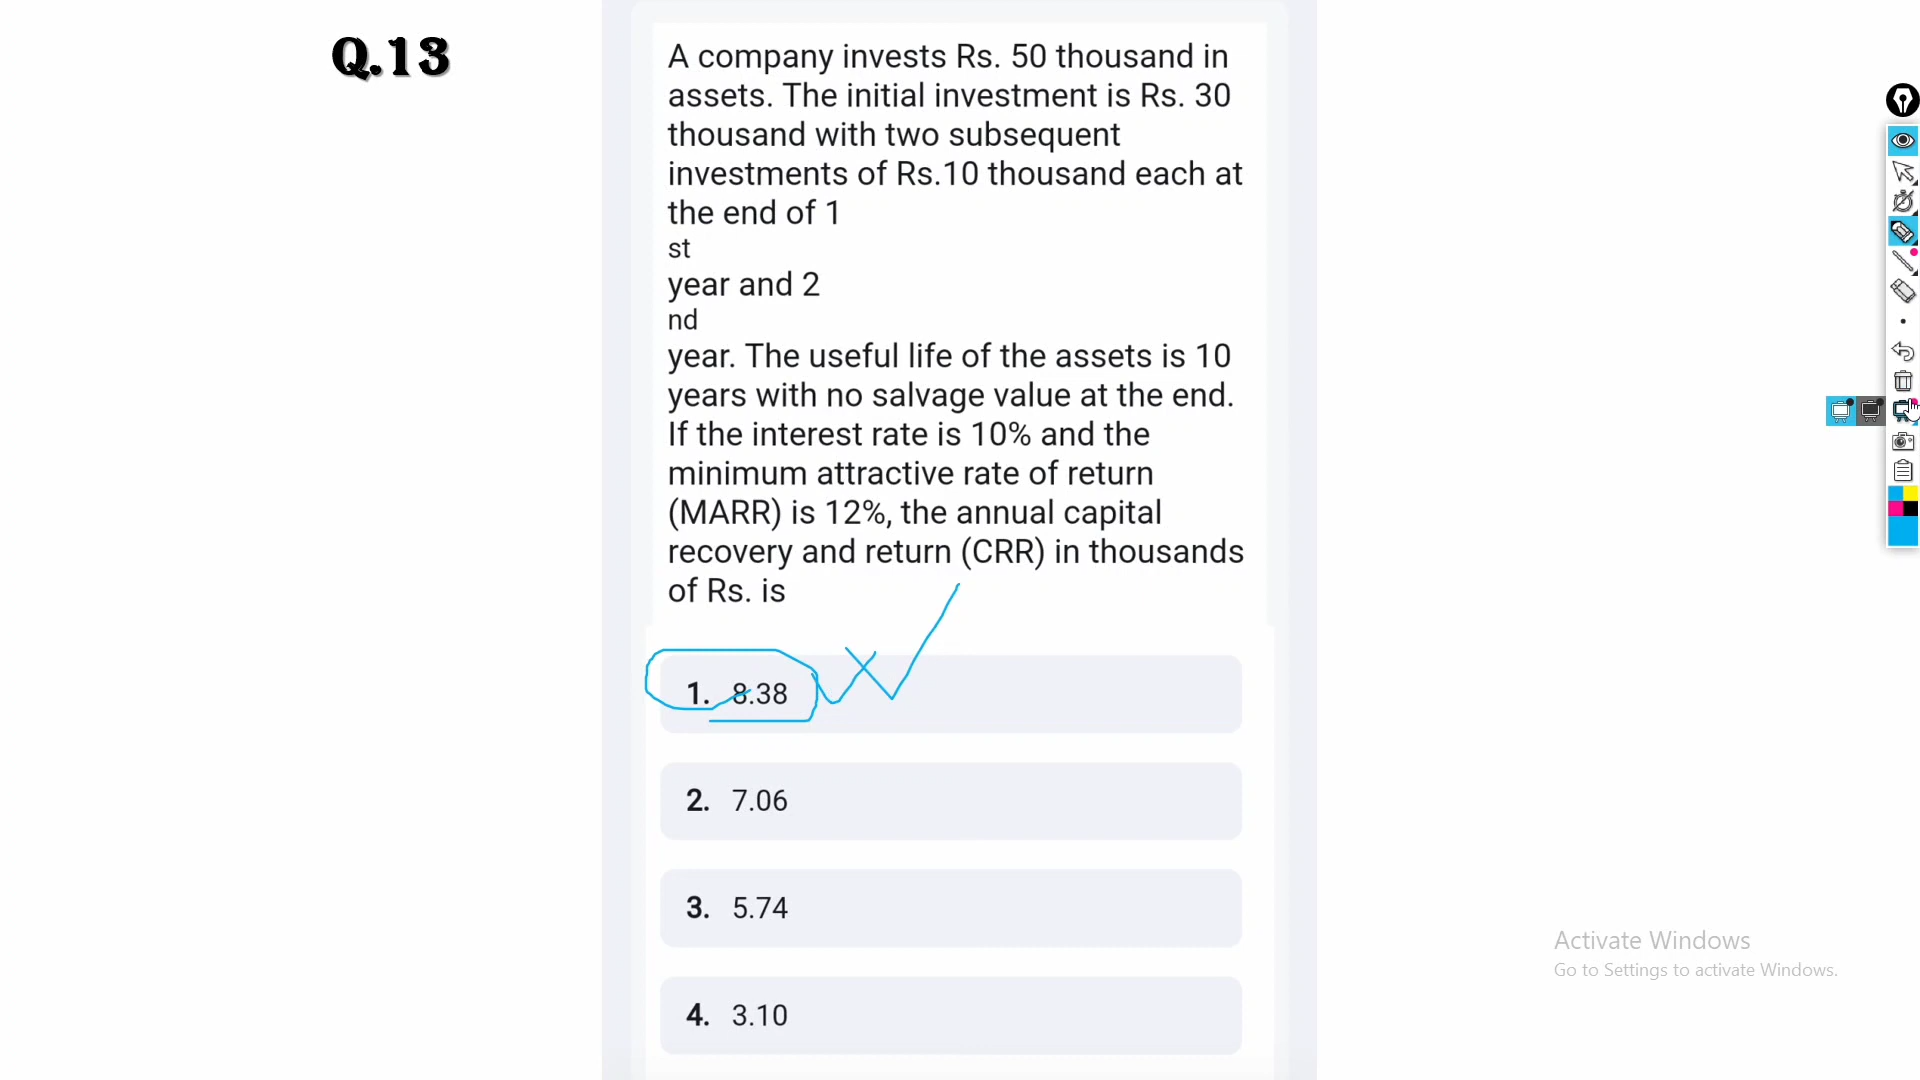 Q.13
A company invests Rs. 50 thousand in
assets. The initial investment is Rs. 30
thousand with two subsequent
investments of Rs.10 thousand each at
the end of 1
st
year and 2
nd
year. The useful life of the assets is 10
years with no salvage value at the end.
If the interest rate is 10% and the
minimum attractive rate of return
(MARR) is 12%, the annual capital
recovery and return (CRR) in thousands
of Rs. is
1. 8.38
2. 7.06
3. 5.74
4. 3.10
Activate Windows
Go to Settings to activate Windows.